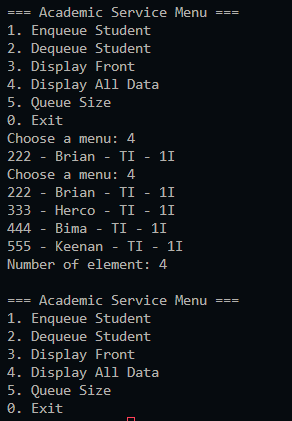 === Academic Service Menu ===
1. Enqueue Student
2. Dequeue Student
3. Display Front
4. Display All Data
5. Queue Size
0. Exit
Choose a menu: 4
222 - Brian - TI - 1I
Choose a menu: 4
222 - Brian - TI - 1I
333 - Herco - TI - 1I
444 - Bima - TI - 1I
555 - Keenan - TI - 1I
Number of element: 4
=== Academic Service Menu ===
1. Enqueue Student
2. Dequeue Student
3. Display Front
4. Display All Data
5. Queue Size
0. Exit